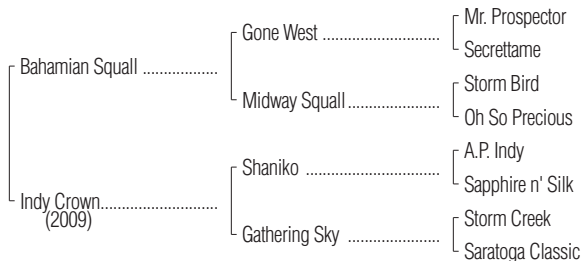 Mr. Prospector
Gone West ......................
Secrettame
Bahamian Squall ..................
Storm Bird
Midway Squall.................
Oh So Precious
A.P. Indy
Shaniko .........................
Sapphire n' Silk
Indy Crown......................
(2009)
Storm Creek
Gathering Sky .................
Saratoga Classic